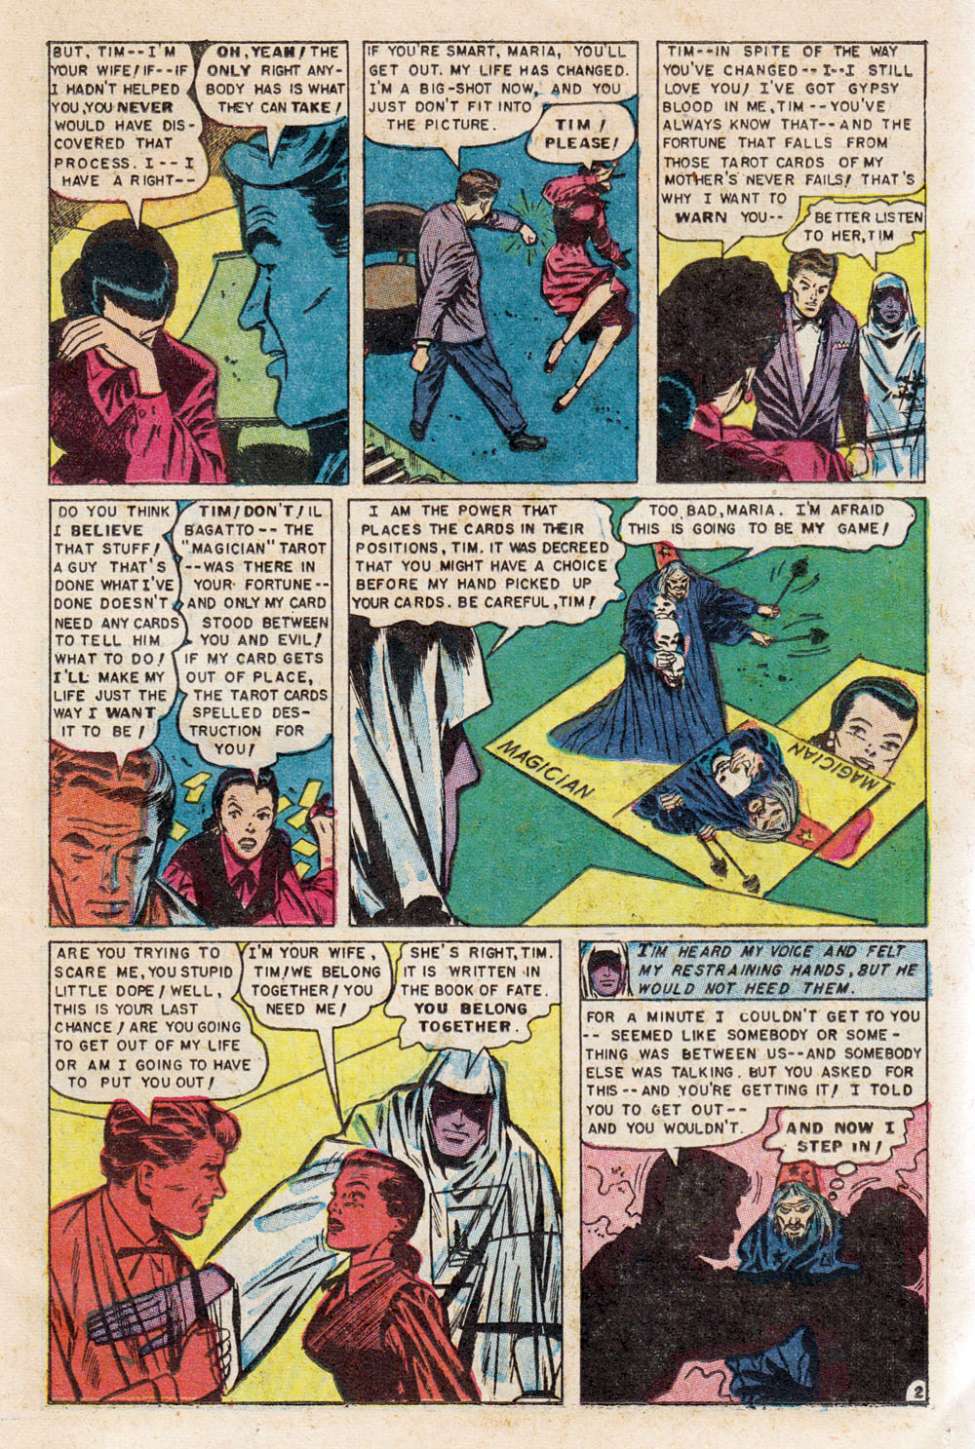 BUT, TIM--I'M
YOUR WIFE! IF--IF
I HADN'T HELPED
YOU, YOU NEVER
WOULD HAVE DIS-
COVERED THAT
PROCESS. I--I
HAVE A RIGHT--
OH, YEAH! THE
ONLY RIGHT ANY-
BODY HAS IS WHAT
THEY CAN TAKE!
IF YOU'RE SMART, MARIA, YOU'LL
GET OUT. MY LIFE HAS CHANGED.
I'M A BIG-SHOT NOW, AND YOU
JUST DON'T FIT INTO
THE PICTURE.
TIM!
PLEASE!
TIM--IN SPITE OF THE WAY
YOU'VE CHANGED--I--I STILL
LOVE YOU! I'VE GOT GYPSY
BLOOD IN ME, TIM--YOU'VE
ALWAYS KNOW THAT--AND THE
FORTUNE THAT FALLS FROM
THOSE TAROT CARDS OF MY
MOTHER'S NEVER FAILS! THAT'S
WHY I WANT TO
WARN YOU--
BETTER LISTEN
TO HER, TIM
DO YOU THINK
I BELIEVE
THAT STUFF!
A GUY THAT'S
DONE WHAT I'VE
DONE DOESN'T
NEED ANY CARDS
TO TELL HIM
WHAT TO DO!
I'LL MAKE MY
LIFE JUST THE
WAY I WANT
IT TO BE!
TIM! DON'T! IL
BAGATTO--THE
"MAGICIAN" TAROT
--WAS THERE IN
YOUR FORTUNE--
AND ONLY MY CARD
STOOD BETWEEN
YOU AND EVIL!
IF MY CARD GETS
OUT OF PLACE,
THE TAROT CARDS
SPELLED DES-
TRUCTION FOR
YOU!
I AM THE POWER THAT
PLACES THE CARDS IN THEIR
POSITIONS, TIM. IT WAS DECREED
THAT YOU MIGHT HAVE A CHOICE
BEFORE MY HAND PICKED UP
YOUR CARDS. BE CAREFUL, TIM!
TOO BAD, MARIA. I'M AFRAID
THIS IS GOING TO BE MY GAME!
MAGICIAN
MAGICIAN
ARE YOU TRYING TO
SCARE ME, YOU STUPID
LITTLE DOPE! WELL,
THIS IS YOUR LAST
CHANCE! ARE YOU GOING
TO GET OUT OF MY LIFE
OR AM I GOING TO HAVE
TO PUT YOU OUT!
I'M YOUR WIFE,
TIM! WE BELONG
TOGETHER! YOU
NEED ME!
SHE'S RIGHT, TIM.
IT IS WRITTEN IN
THE BOOK OF FATE.
YOU BELONG
TOGETHER.
TIM HEARD MY VOICE AND FELT
MY RESTRAINING HANDS, BUT HE
WOULD NOT HEED THEM.
FOR A MINUTE I COULDN'T GET TO YOU
--SEEMED LIKE SOMEBODY OR SOME-
THING WAS BETWEEN US--AND SOMEBODY
ELSE WAS TALKING. BUT YOU ASKED FOR
THIS--AND YOU'RE GETTING IT! I TOLD
YOU TO GET OUT--
AND YOU WOULDN'T.
AND NOW I
STEP IN!
2